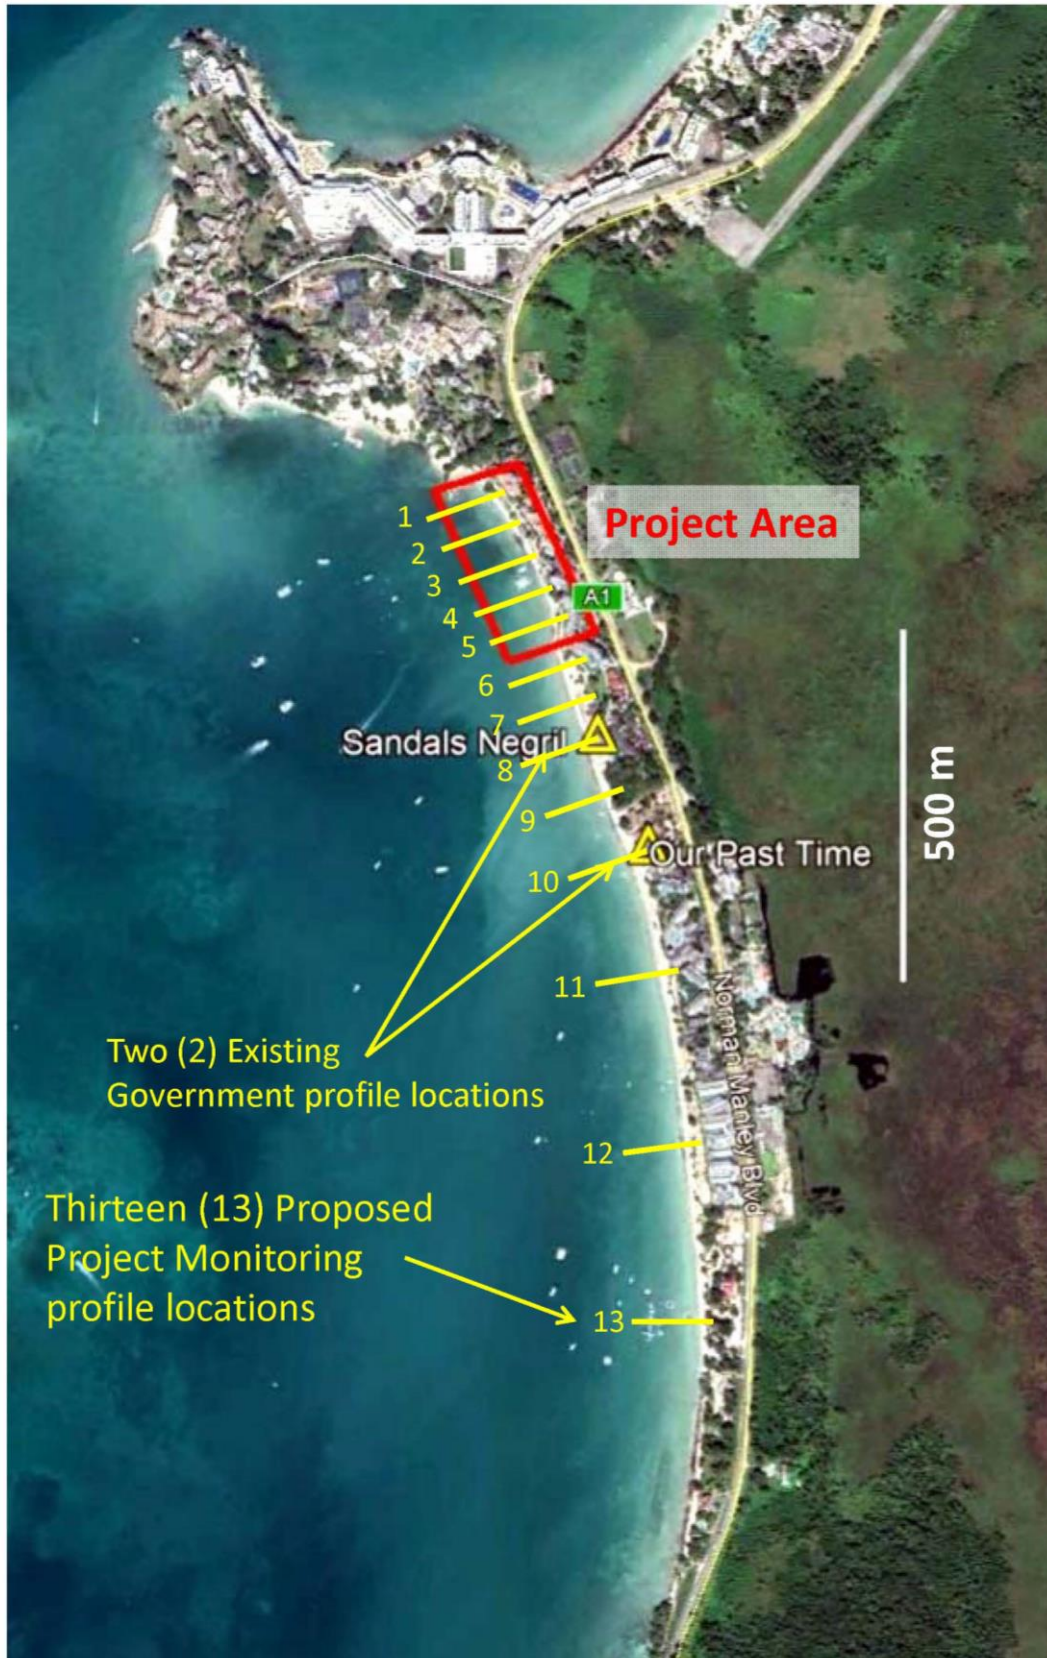 1
Project Area
2
3
A1
4
5
6
7
Sandals Negril
8
9
Our Past Time
10
500 m
11
Norman Manley Blvd
Two (2) Existing
Government profile locations
12
Thirteen (13) Proposed
Project Monitoring
profile locations
13